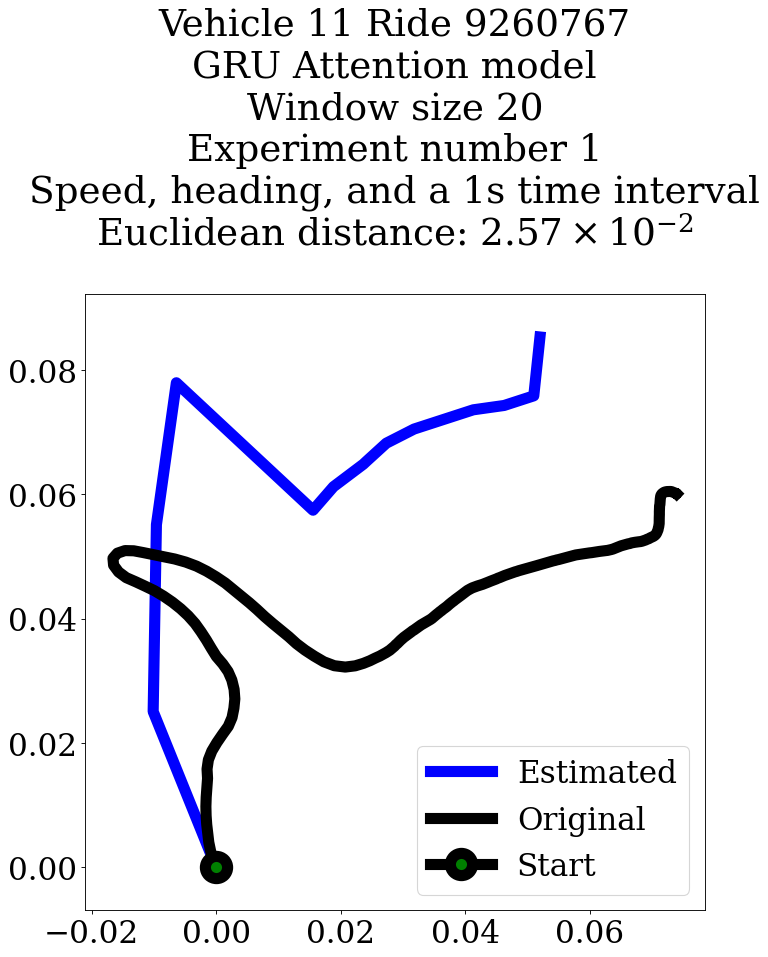 Vehicle 11 Ride 9260767
GRU Attention model
Window size 20
Experiment number 1
Speed, heading, and a 1s time interval
Euclidean distance: 2.57 × 10⁻²
0.08
0.06
0.04
0.02
0.00
Estimated
Original
Start
−0.02 0.00 0.02 0.04 0.06